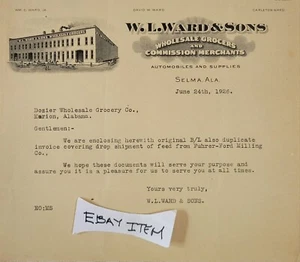 W.L. WARD & SONS
WHOLESALE GROCERS
AND
COMMISSION MERCHANTS
AUTOMOBILES AND SUPPLIES
SELMA, ALA.
June 24th, 1926.
Dozier Wholesale Grocery Co.,
Marion, Alabama.
Gentlemen:-
We are enclosing herewith original B/L also duplicate
invoice covering drop shipment of feed from Fuhrer-Ford Milling
Co.,
We hope these documents will serve your purpose and
assure you it is a pleasure for us to serve you at all times.
Yours very truly,
W.L. WARD & SONS.
EBAY ITEM